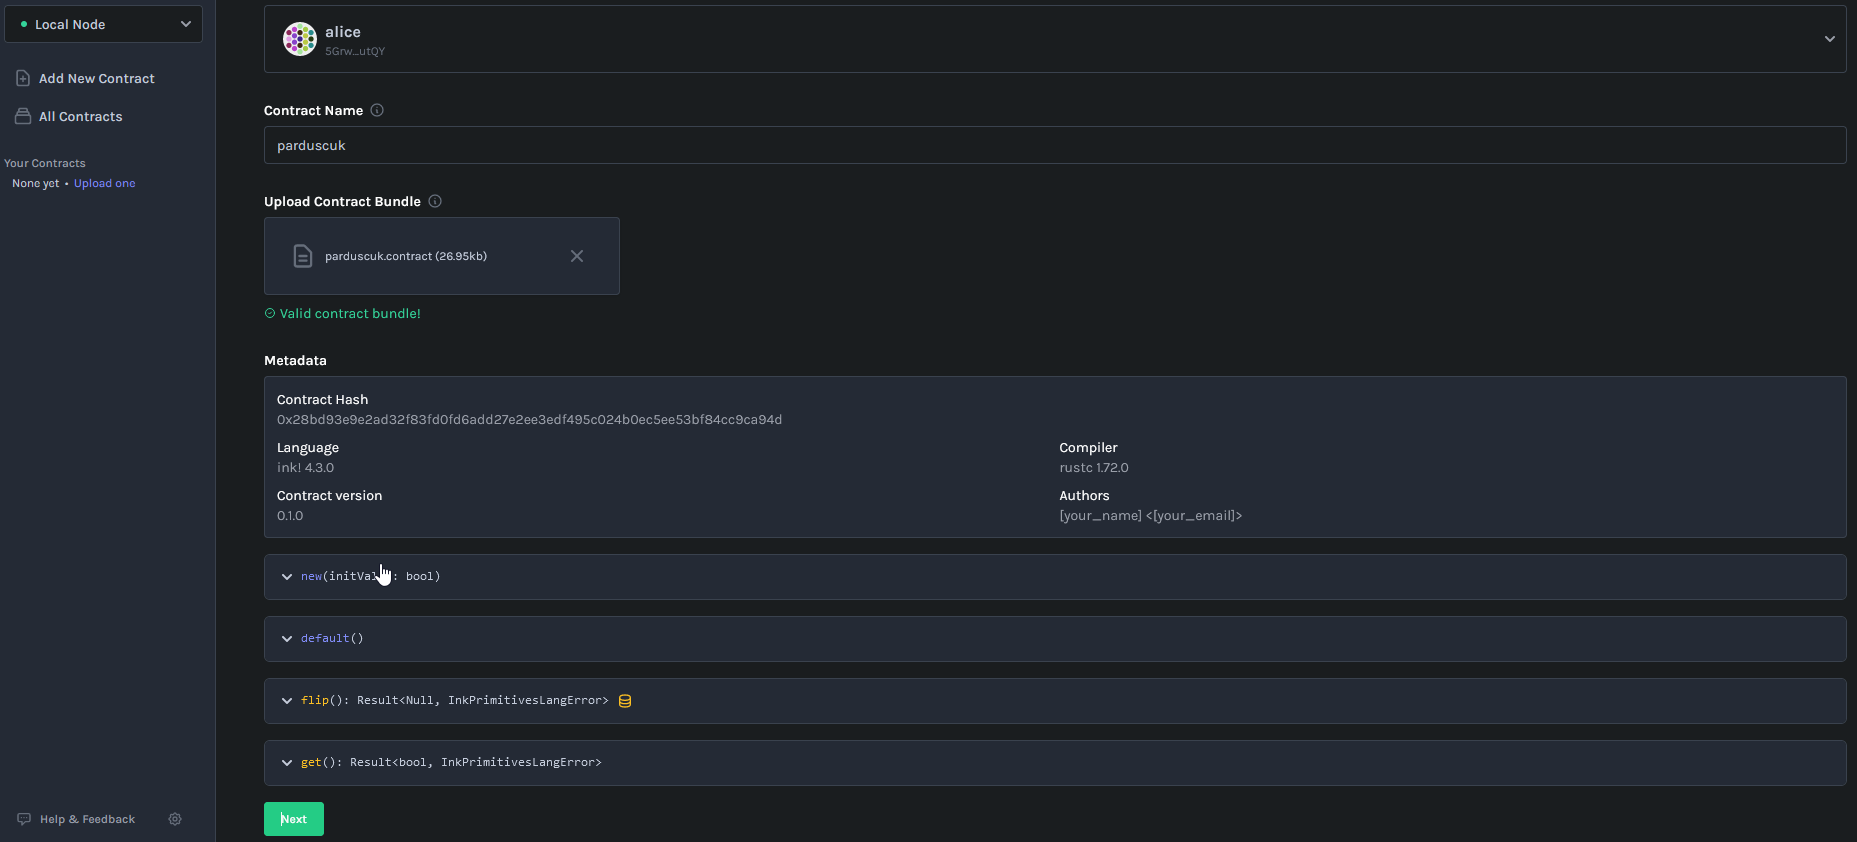 Local Node
Add New Contract
All Contracts
Your Contracts
None yet • Upload one
Help & Feedback
alice
5Grw...utQY
Contract Name
parduscuk
Upload Contract Bundle
parduscuk.contract (26.95kb)
Valid contract bundle!
Metadata
Contract Hash
0x28bd93e9e2ad32f83fd0fd6add27e2ee3edf495c024b0ec5ee53bf84cc9ca94d
Language
ink! 4.3.0
Compiler
rustc 1.72.0
Contract version
0.1.0
Authors
[your_name] <[your_email]>
new( : bool)
default()
flip(): Result<Null, InkPrimitivesLangError>
get(): Result<bool, InkPrimitivesLangError>
Next